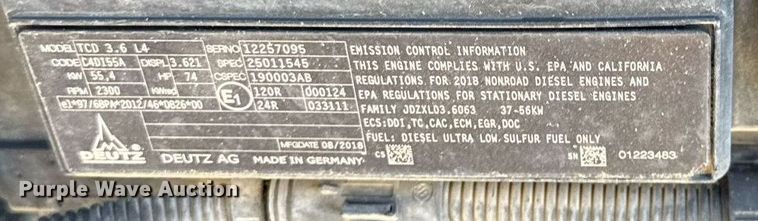 MODEL TCD 3.6 L4 SERNO 12257095
CODE C4DI55A DISPL 3.621 SPEC 25011545
KW 55,4 HP 74 CSPEC 190003AB
RPM 2300 KWsec E1 120R 000124
e1*97/68PA*2012/46*0826*00 24R 033111
DEUTZ MFGDATE 08/2018
DEUTZ AG MADE IN GERMANY
EMISSION CONTROL INFORMATION
THIS ENGINE COMPLIES WITH U.S. EPA AND CALIFORNIA
REGULATIONS FOR 2018 NONROAD DIESEL ENGINES AND
EPA REGULATIONS FOR STATIONARY DIESEL ENGINES
FAMILY JDZXL03.6063 37-56KW
ECS:DDI,TC,CAC,ECM,EGR,DOC
FUEL: DIESEL ULTRA LOW SULFUR FUEL ONLY
CS SN 01223483
Purple Wave Auction